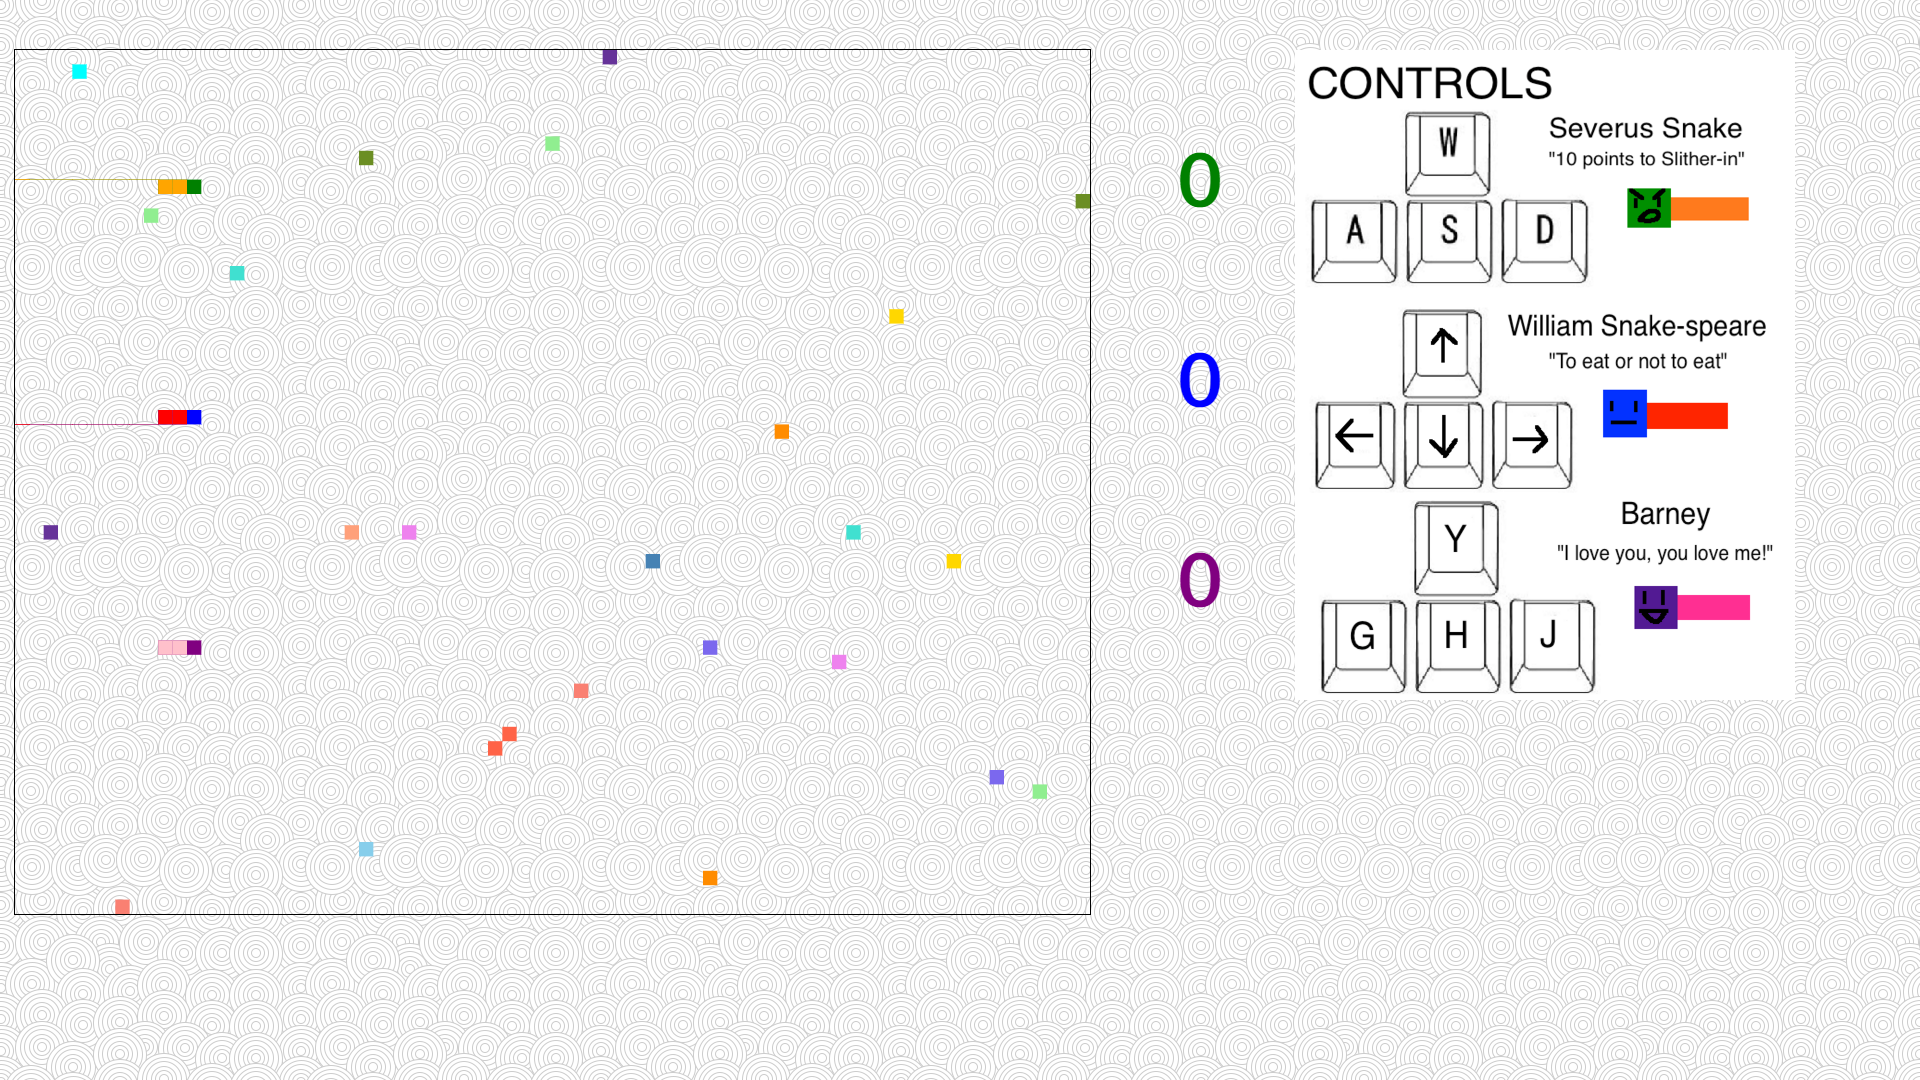 0
0
0
CONTROLS
W
A S D
Severus Snake
"10 points to Slither-in"
William Snake-speare
"To eat or not to eat"
Y
G H J
Barney
"I love you, you love me!"